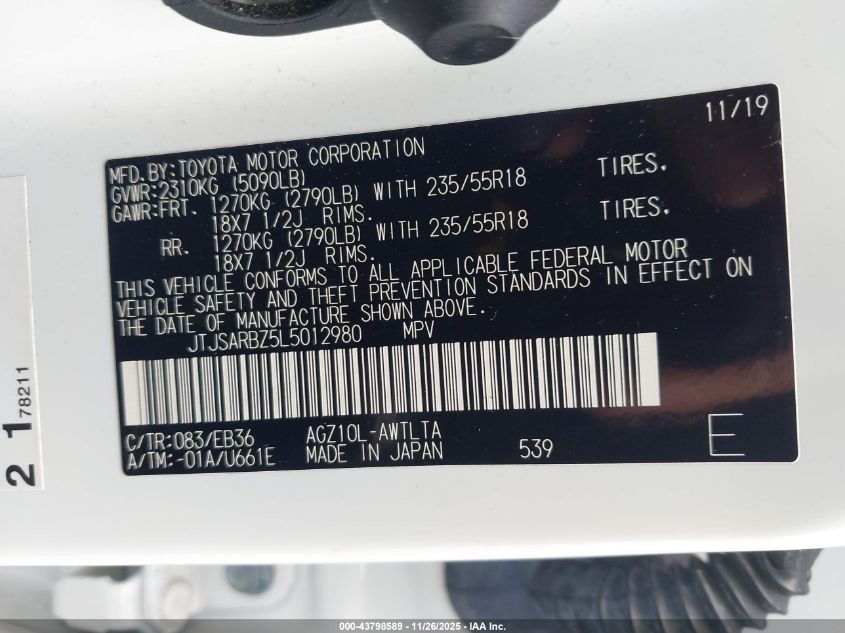 11/19
MFD.BY:TOYOTA MOTOR CORPORATION
GVWR:2310KG (5090LB)
GAWR:FRT. 1270KG (2790LB) WITH 235/55R18 TIRES.
18X7 1/2J RIMS.
RR. 1270KG (2790LB) WITH 235/55R18 TIRES.
18X7 1/2J RIMS.
THIS VEHICLE CONFORMS TO ALL APPLICABLE FEDERAL MOTOR
VEHICLE SAFETY AND THEFT PREVENTION STANDARDS IN EFFECT ON
THE DATE OF MANUFACTURE SHOWN ABOVE.
JTJSARBZ5L5012980 MPV
C/TR:083/EB36 AGZ10L-AWTLTA
A/TM:-01A/U661E MADE IN JAPAN 539 E
2 1 78211
000-43798589 - 11/26/2025 - IAA Inc.